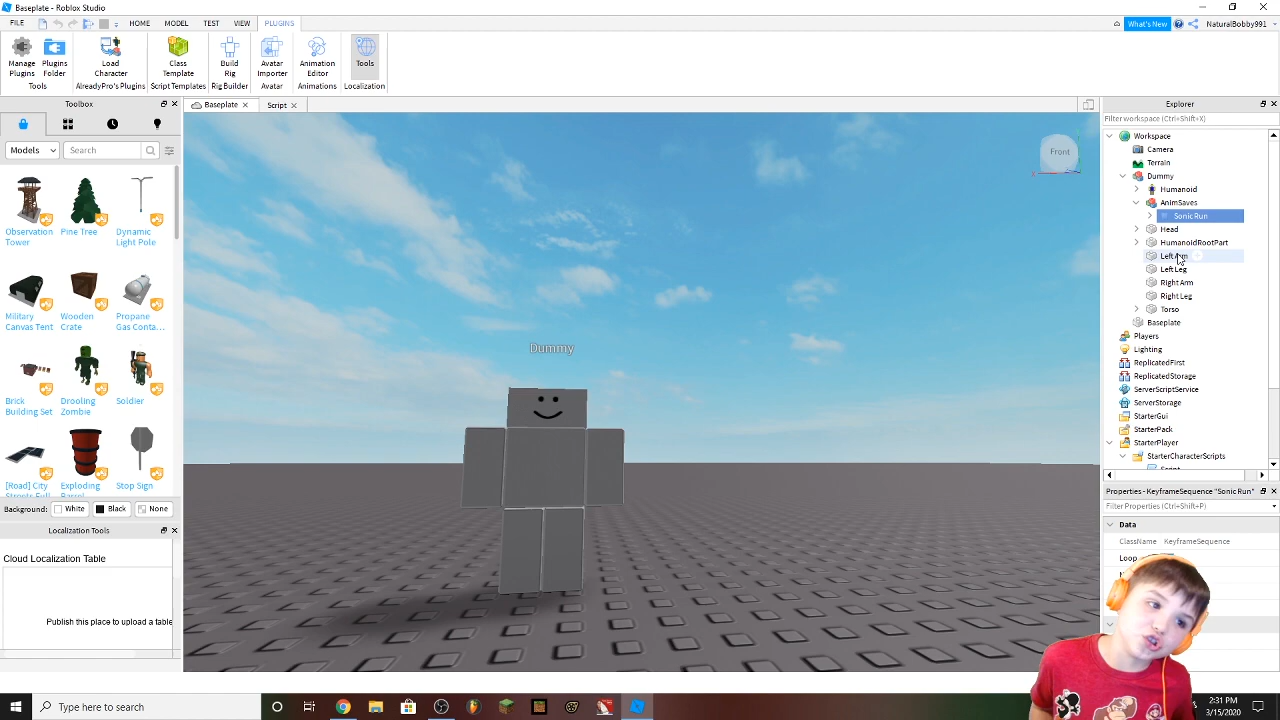 Baseplate - Roblox Studio
FILE HOME MODEL TEST VIEW PLUGINS What's New NaturalBobby991
Manage Plugins
Plugins Folder
Load Character
Class Template
Build Rig
Avatar Importer
Animation Editor
Tools
Tools AlreadyPro's Plugins Script Templates Rig Builder Avatar Animations Localization
Toolbox
Baseplate
Script
Explorer
Filter workspace (Ctrl+Shift+X)
Models
Search
Observation Tower
Pine Tree
Dynamic Light Pole
Military Canvas Tent
Wooden Crate
Propane Gas Conta...
Brick Building Set
Drooling Zombie
Soldier
[Road] City
Exploding
Stop Sign
Background: White Black None
Localization Tools
Cloud Localization Table
Publish this place to upload a table
Dummy
Front
Workspace
Camera
Terrain
Dummy
Humanoid
AnimSaves
Sonic Run
Head
HumanoidRootPart
Left Arm
Left Leg
Right Arm
Right Leg
Torso
Baseplate
Players
Lighting
ReplicatedFirst
ReplicatedStorage
ServerScriptService
ServerStorage
StarterGui
StarterPack
StarterPlayer
StarterCharacterScripts
Properties - KeyframeSequence "Sonic Run"
Filter Properties (Ctrl+Shift+P)
Data
ClassName KeyframeSequence
Loop
Type here to search
2:31 PM
3/15/2020